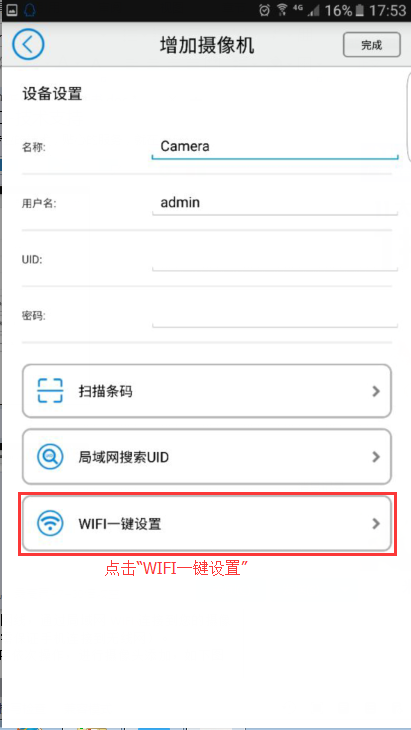 4G 16% 17:53
增加摄像机
完成
设备设置
名称: Camera
用户名: admin
UID:
密码:
扫描条码
局域网搜索UID
WIFI一键设置
点击“WIFI一键设置”